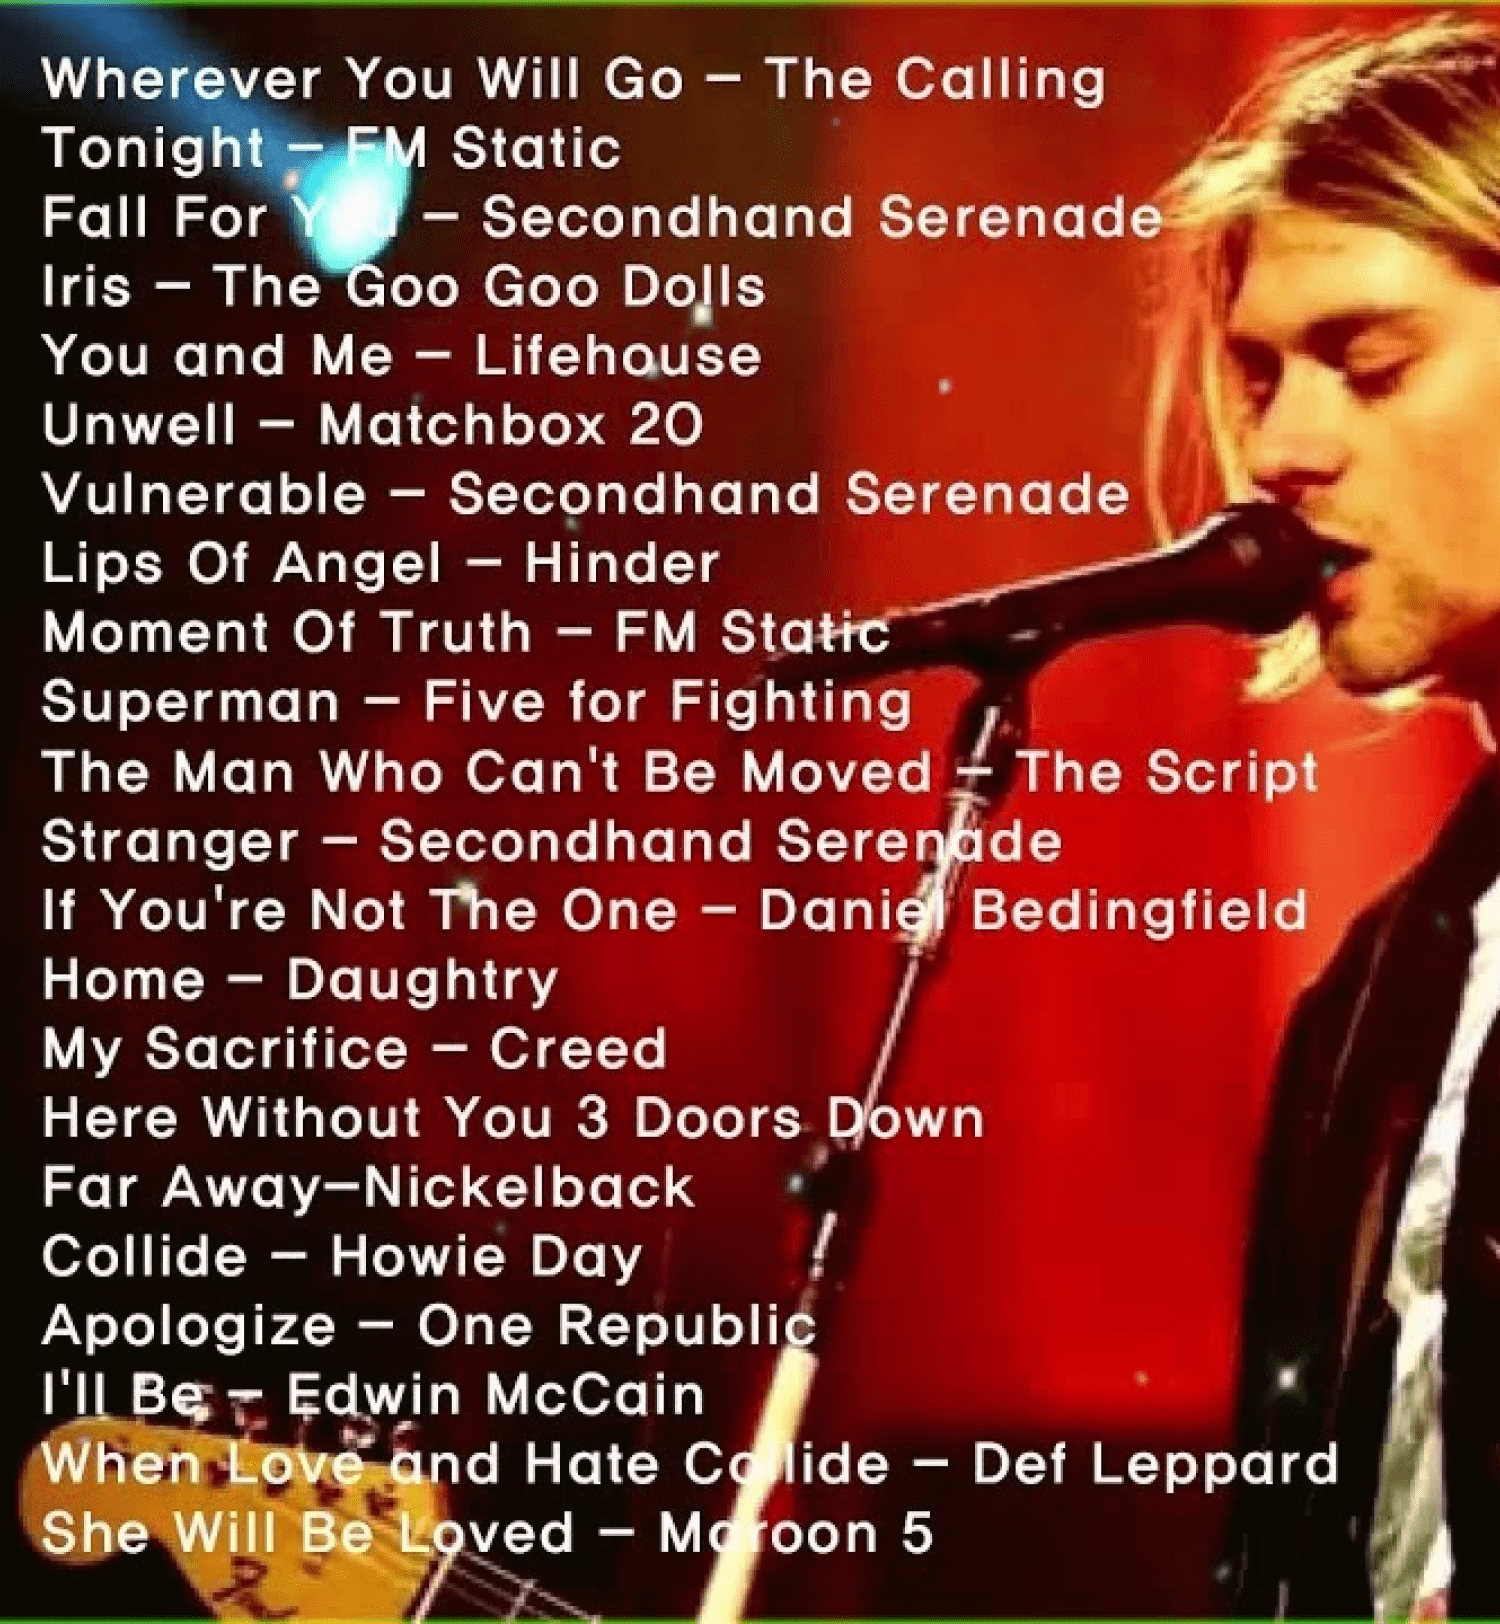 Wherever You Will Go – The Calling
Tonight – FM Static
Fall For You – Secondhand Serenade
Iris – The Goo Goo Dolls
You and Me – Lifehouse
Unwell – Matchbox 20
Vulnerable – Secondhand Serenade
Lips Of Angel – Hinder
Moment Of Truth – FM Static
Superman – Five for Fighting
The Man Who Can't Be Moved – The Script
Stranger – Secondhand Serenade
If You're Not The One – Daniel Bedingfield
Home – Daughtry
My Sacrifice – Creed
Here Without You 3 Doors Down
Far Away–Nickelback
Collide – Howie Day
Apologize – One Republic
I'll Be – Edwin McCain
When Love and Hate Collide – Def Leppard
She Will Be Loved – Maroon 5